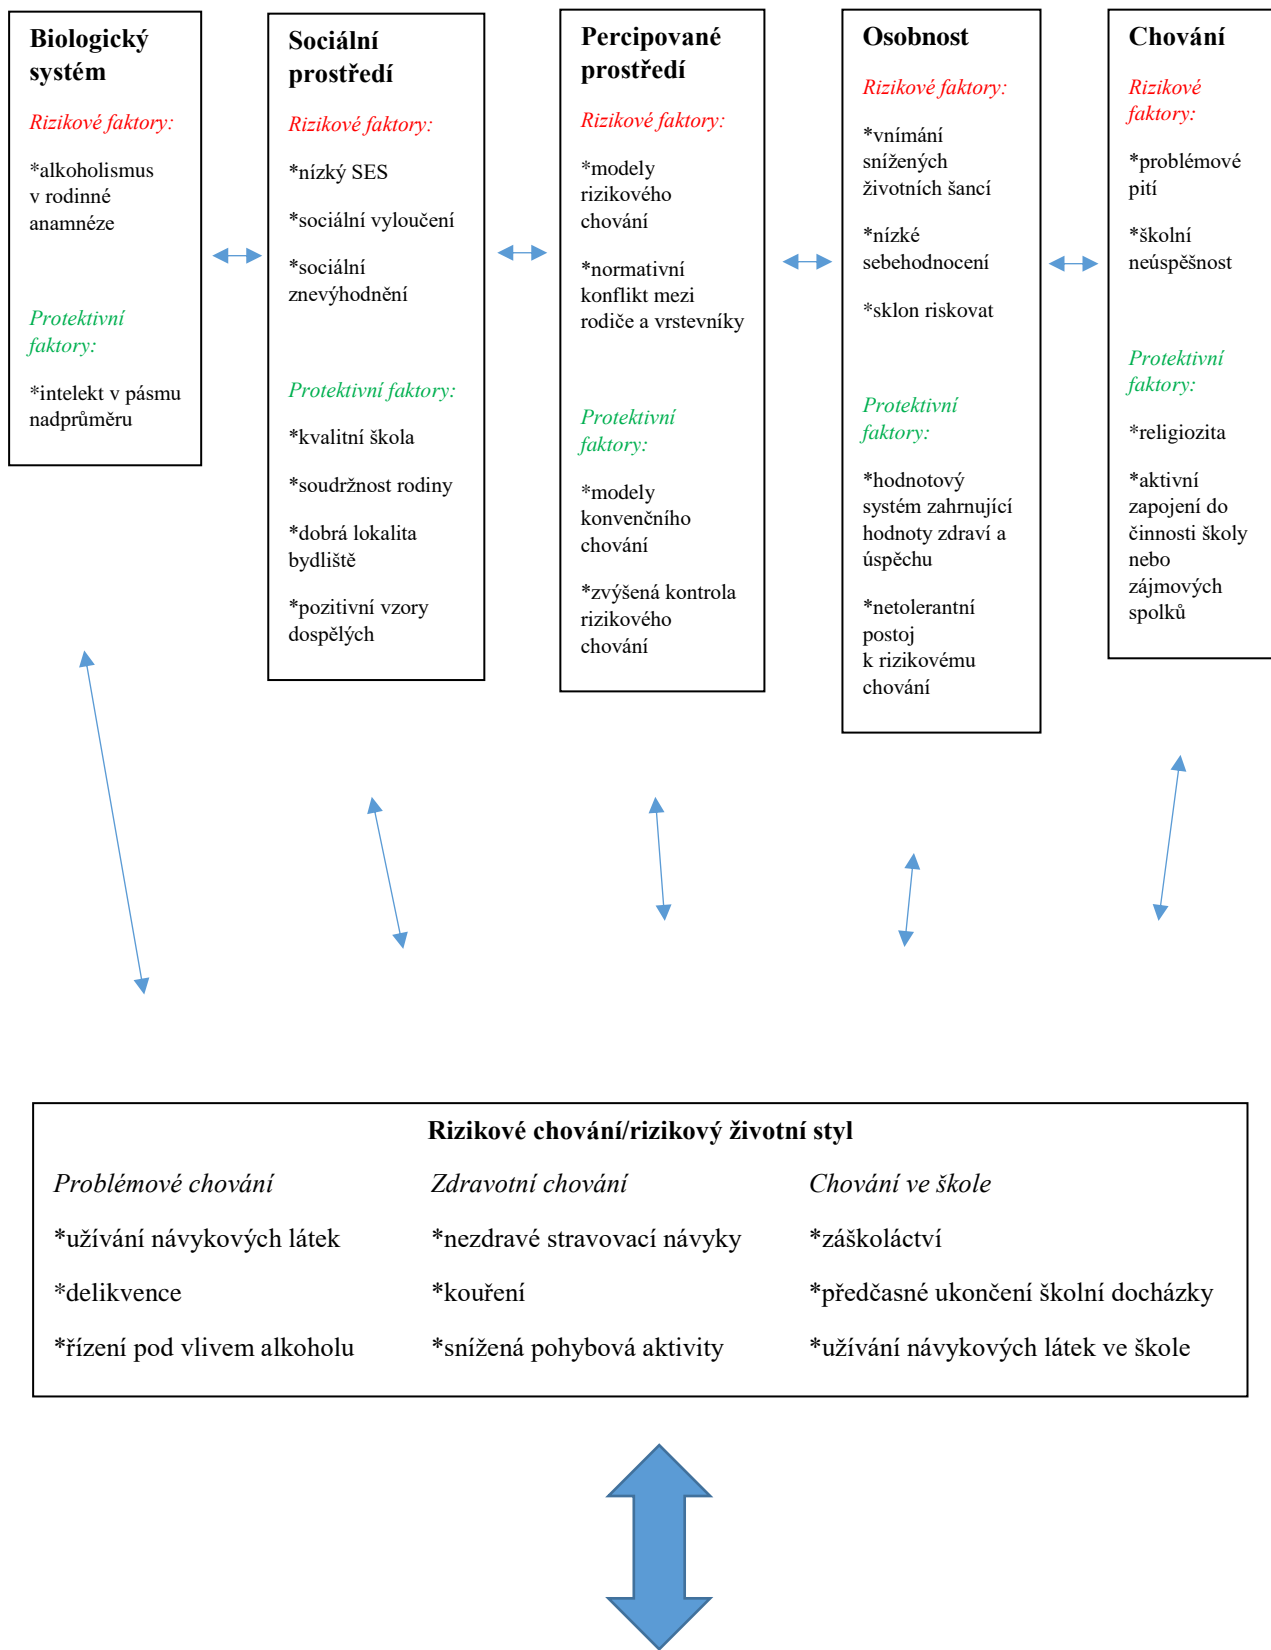 Biologický
systém
Rizikové faktory:
*alkoholismus
v rodinné
anamnéze
Protektivní
faktory:
*intelekt v pásmu
nadprůměru
Sociální
prostředí
Rizikové faktory:
*nízký SES
*sociální vyloučení
*sociální
znevýhodnění
Protektivní faktory:
*kvalitní škola
*soudržnost rodiny
*dobrá lokalita
bydliště
*pozitivní vzory
dospělých
Percipované
prostředí
Rizikové faktory:
*modely
rizikového
chování
*normativní
konflikt mezi
rodiče a vrstevníky
Protektivní
faktory:
*modely
konvenčního
chování
*zvýšená kontrola
rizikového
chování
Osobnost
Rizikové faktory:
*vnímání
snížených
životních šancí
*nízké
sebehodnocení
*sklon riskovat
Protektivní
faktory:
*hodnotový
systém zahrnující
hodnoty zdraví a
úspěchu
*netolerantní
postoj
k rizikovému
chování
Chování
Rizikové
faktory:
*problémové
pití
*školní
neúspěšnost
Protektivní
faktory:
*religiozita
*aktivní
zapojení do
činnosti školy
nebo
zájmových
spolků
Rizikové chování/rizikový životní styl
Problémové chování
*užívání návykových látek
*delikvence
*řízení pod vlivem alkoholu
Zdravotní chování
*nezdravé stravovací návyky
*kouření
*snížená pohybová aktivity
Chování ve škole
*záškoláctví
*předčasné ukončení školní docházky
*užívání návykových látek ve škole